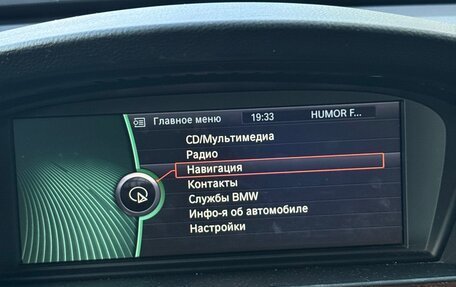 Главное меню 19:33 HUMOR F...
CD/Мультимедиа
Радио
Навигация
Контакты
Службы BMW
Инфо-я об автомобиле
Настройки